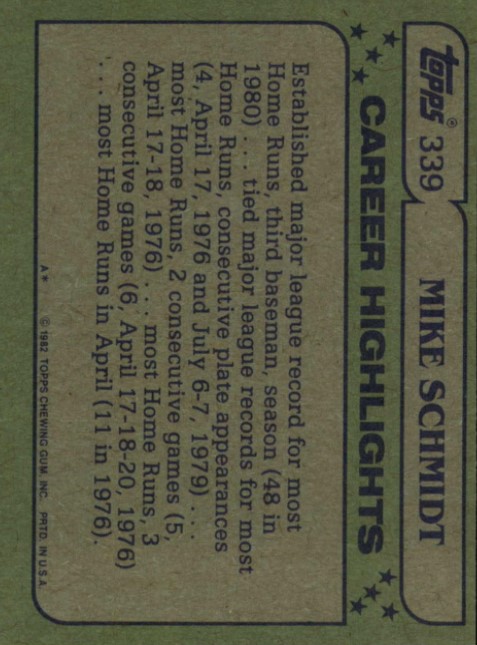 topps® 339 MIKE SCHMIDT
CAREER HIGHLIGHTS
Established major league record for most
Home Runs, third baseman, season (48 in
1980) . . . tied major league records for most
Home Runs, consecutive plate appearances
(4, April 17, 1976 and July 6-7, 1979) . . .
most Home Runs, 2 consecutive games (5,
April 17-18, 1976) . . . most Home Runs, 3
consecutive games (6, April 17-18-20, 1976)
. . . . most Home Runs in April (11 in 1976).
A* © 1982 TOPPS CHEWING GUM, INC. PRTD. IN U.S.A.